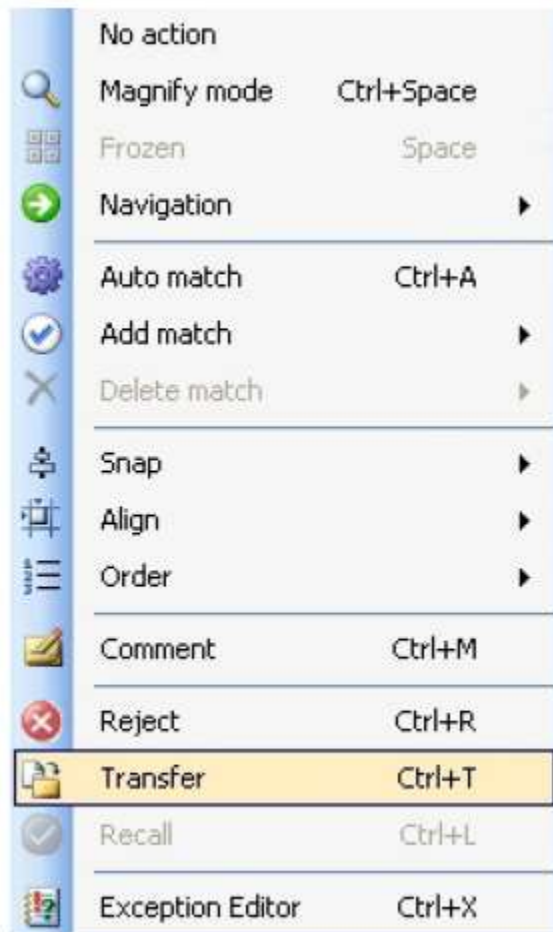 No action
Magnify mode Ctrl+Space
Frozen Space
Navigation
Auto match Ctrl+A
Add match
Delete match
Snap
Align
Order
Comment Ctrl+M
Reject Ctrl+R
Transfer Ctrl+T
Recall Ctrl+L
Exception Editor Ctrl+X